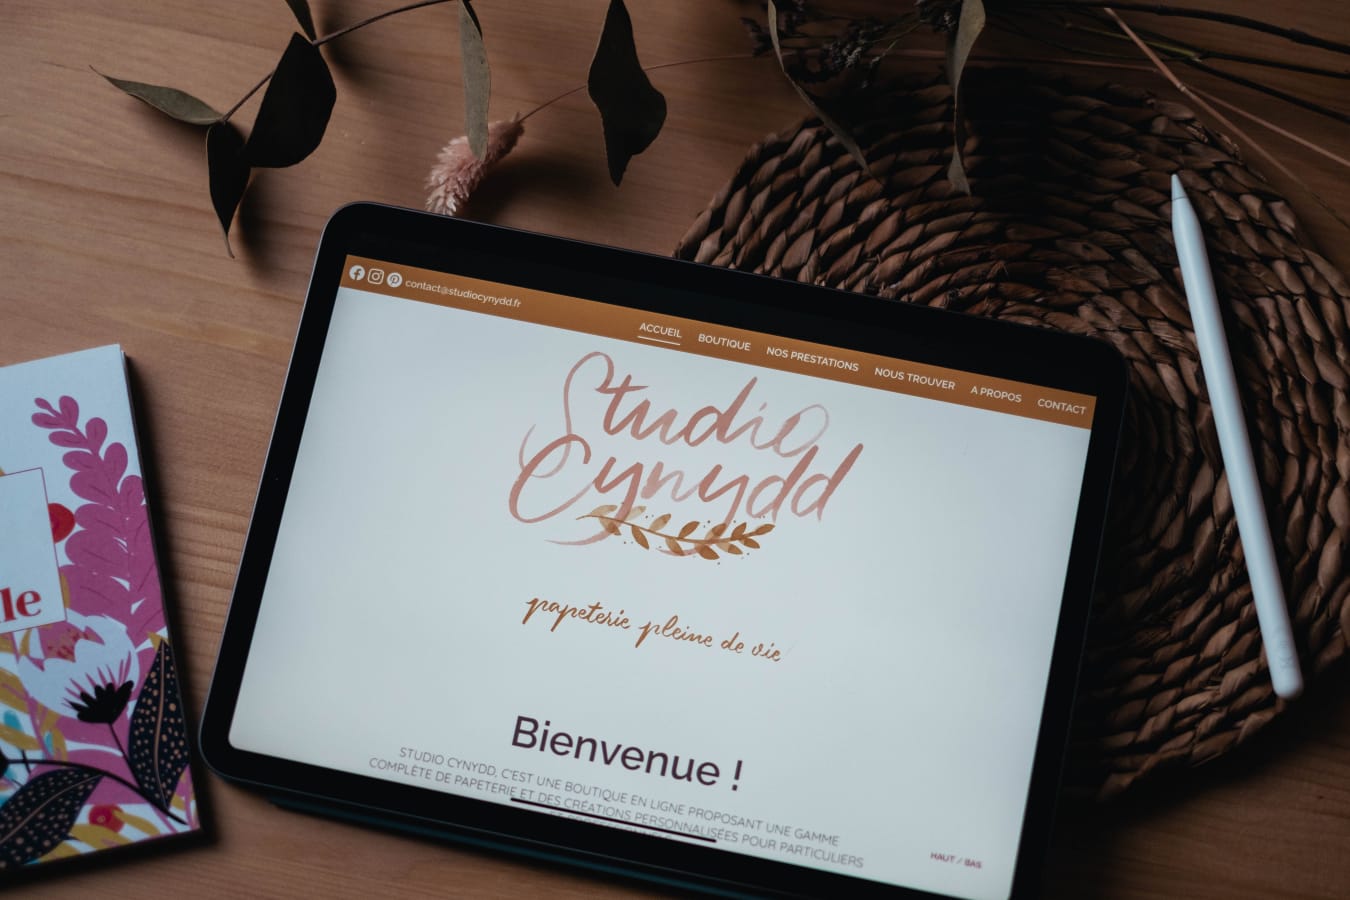 contact@studiocynydd.fr
ACCUEIL BOUTIQUE NOS PRESTATIONS NOUS TROUVER A PROPOS CONTACT
Studio
Cynydd
papeterie pleine de vie
Bienvenue !
STUDIO CYNYDD, C'EST UNE BOUTIQUE EN LIGNE PROPOSANT UNE GAMME
COMPLÈTE DE PAPETERIE ET DES CRÉATIONS PERSONNALISÉES POUR PARTICULIERS
HAUT / BAS
le